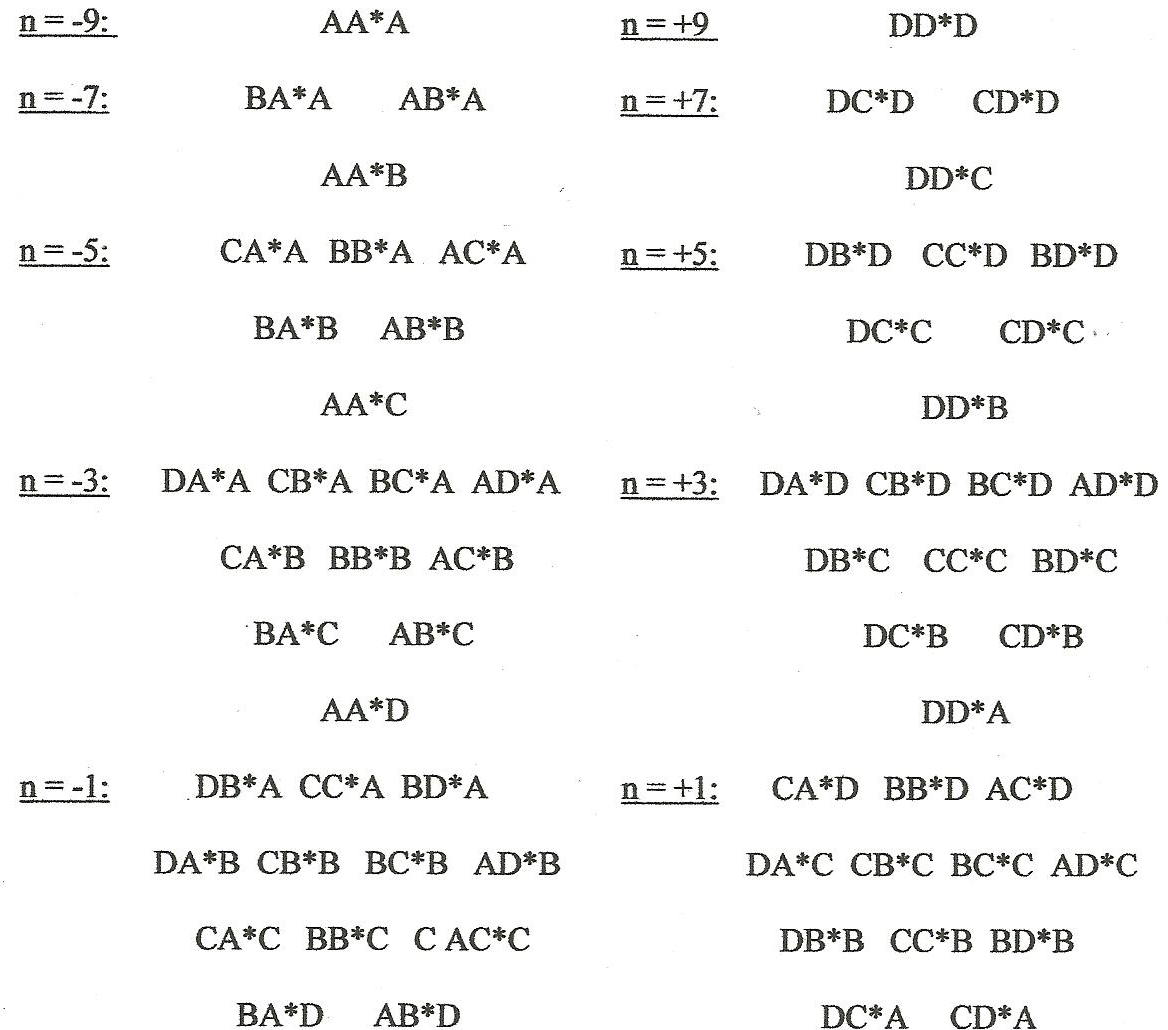 n = -9: AA*A n = +9 DD*D
n = -7: BA*A AB*A n = +7: DC*D CD*D
AA*B DD*C
n = -5: CA*A BB*A AC*A n = +5: DB*D CC*D BD*D
BA*B AB*B DC*C CD*C
AA*C DD*B
n = -3: DA*A CB*A BC*A AD*A n = +3: DA*D CB*D BC*D AD*D
CA*B BB*B AC*B DB*C CC*C BD*C
BA*C AB*C DC*B CD*B
AA*D DD*A
n = -1: DB*A CC*A BD*A n = +1: CA*D BB*D AC*D
DA*B CB*B BC*B AD*B DA*C CB*C BC*C AD*C
CA*C BB*C C AC*C DB*B CC*B BD*B
BA*D AB*D DC*A CD*A